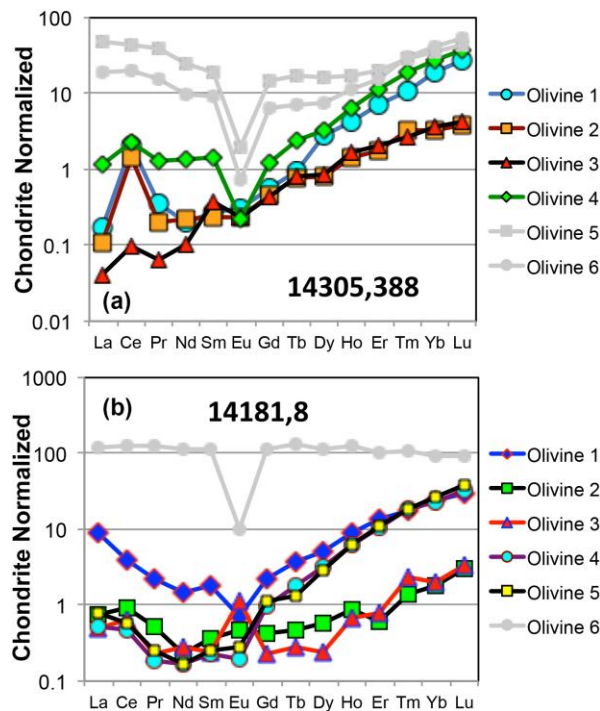 100
10
1
0.1
0.01
Chondrite Normalized
(a)
14305,388
La Ce Pr Nd Sm Eu Gd Tb Dy Ho Er Tm Yb Lu
Olivine 1
Olivine 2
Olivine 3
Olivine 4
Olivine 5
Olivine 6
1000
100
10
1
0.1
Chondrite Normalized
(b)
14181,8
La Ce Pr Nd Sm Eu Gd Tb Dy Ho Er Tm Yb Lu
Olivine 1
Olivine 2
Olivine 3
Olivine 4
Olivine 5
Olivine 6